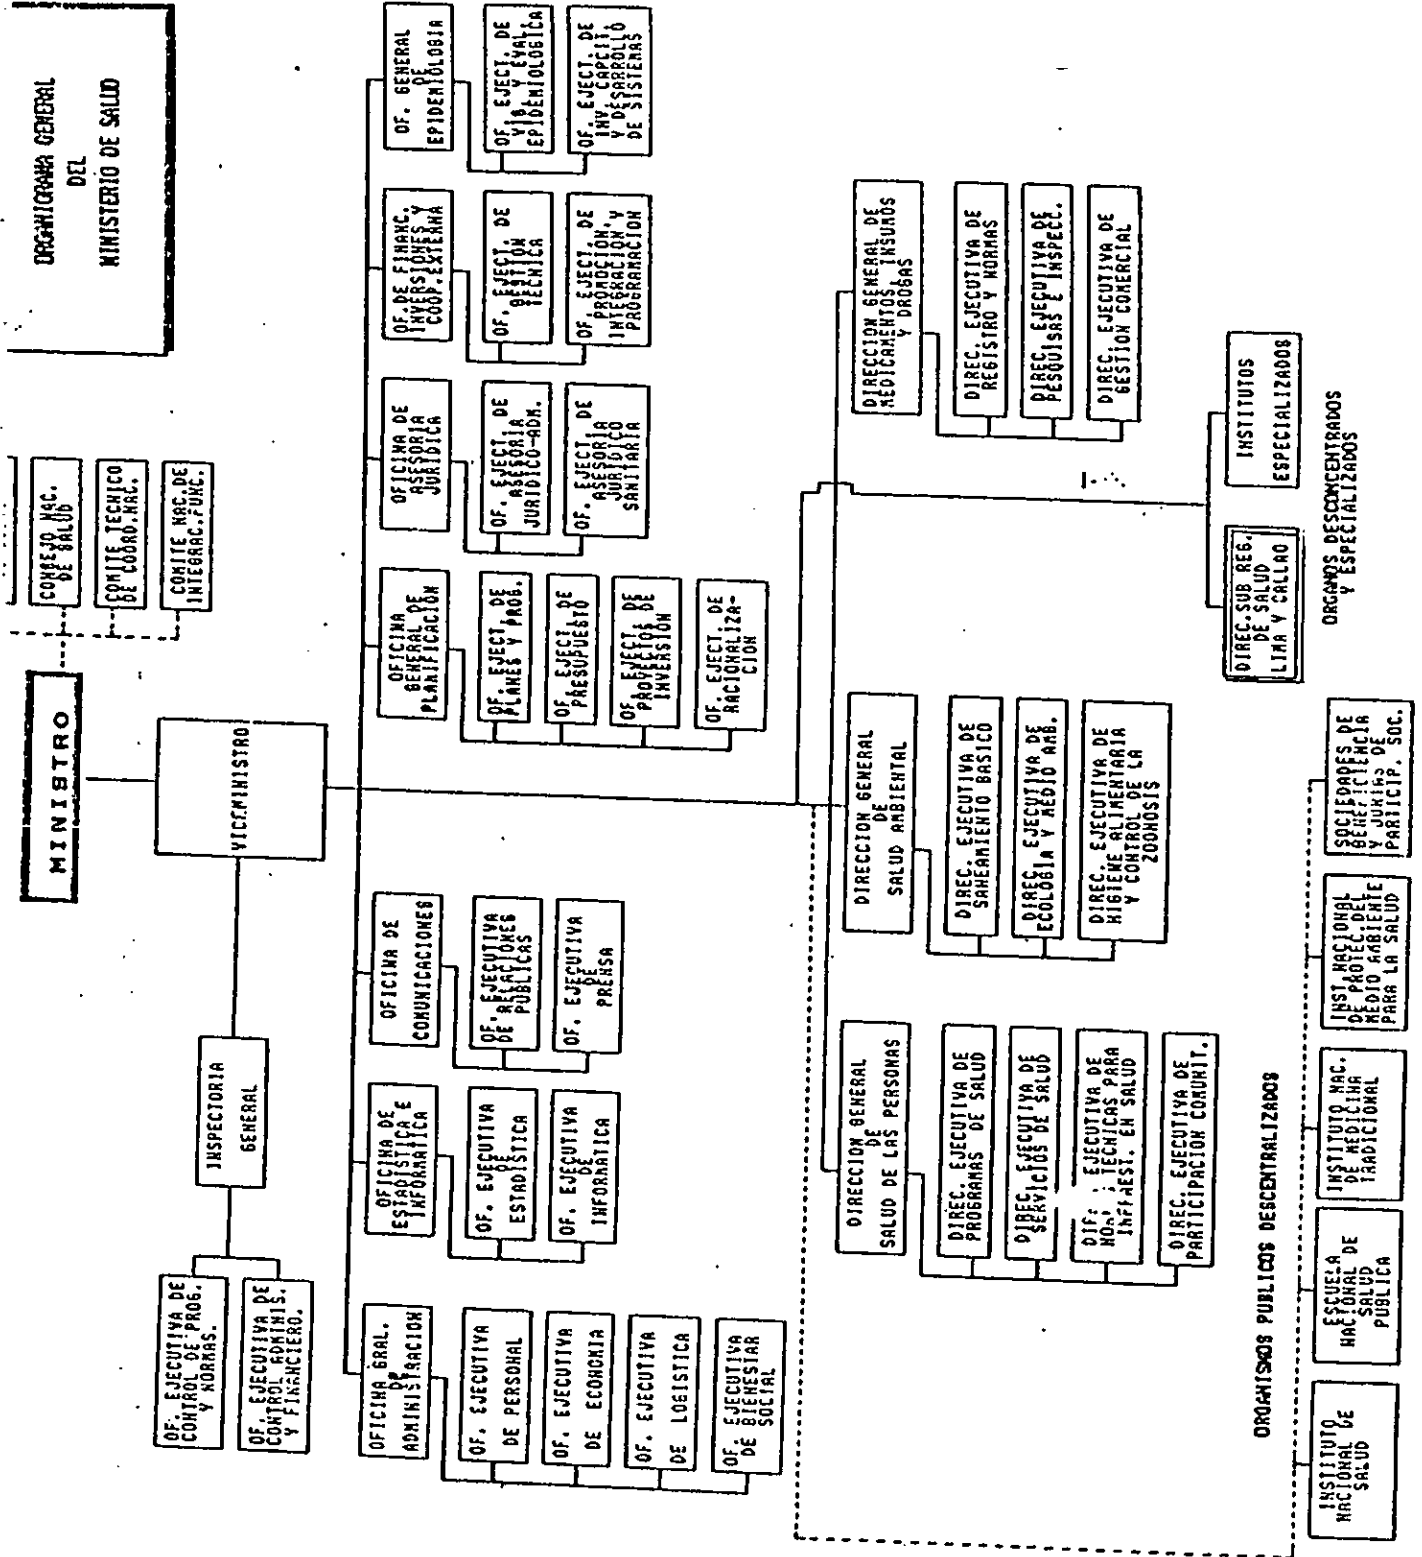 ORGANIGRAMA GENERAL
DEL
MINISTERIO DE SALUD
MINISTRO
CONSEJO NAC.
DE SALUD
COMITE TECNICO
DE COORD.NAC.
COMITE NAC.DE
INTEGRAC.FUNC.
VICEMINISTRO
INSPECTORIA
GENERAL
OF. EJECUTIVA DE
CONTROL DE PROG.
Y NORMAS.
OF. EJECUTIVA DE
CONTROL ADMINIS.
Y FINANCIERO.
OFICINA GRAL.
DE
ADMINISTRACION
OF. EJECUTIVA
DE PERSONAL
OF. EJECUTIVA
DE ECONOMIA
OF. EJECUTIVA
DE LOGISTICA
OF. EJECUTIVA
DE BIENESTAR
SOCIAL
OFICINA DE
ESTADISTICA E
INFORMATICA
OF. EJECUTIVA
DE
ESTADISTICA
OF. EJECUTIVA
DE
INFORMATICA
OFICINA DE
COMUNICACIONES
OF. EJECUTIVA
DE RELACIONES
PUBLICAS
OF. EJECUTIVA
DE
PRENSA
OFICINA
GENERAL DE
PLANIFICACION
OF. EJECT. DE
PLANES Y PROG.
OF. EJECT. DE
PRESUPUESTO
OF. EJECT. DE
PROYECTOS DE
INVERSION
OF. EJECT. DE
RACIONALIZA-
CION
OFICINA DE
ASESORIA
JURIDICA
OF. EJECT. DE
ASESORIA
JURIDICO-ADM.
OF. EJECT. DE
ASESORIA
JURIDICO
SANITARIA
OF.DE FINANC.
INVERSIONES Y
COOP.EXTERNA
OF. EJECT. DE
GESTION
TECNICA
OF. EJECT. DE
PROMOCION,
INTEGRACION Y
PROGRAMACION
OF. GENERAL
DE
EPIDEMIOLOGIA
OF. EJECT. DE
VIG. Y EVAL.
EPIDEMIOLOGICA
OF. EJECT. DE
INV. CAPCIT.
Y DESARROLLO
DE SISTEMAS
DIRECCION GENERAL
DE
SALUD DE LAS PERSONAS
DIREC. EJECUTIVA DE
PROGRAMAS DE SALUD
DIREC. EJECUTIVA DE
SERVICIOS DE SALUD
EJECUTIVA DE
TECNICAS PARA
INFRAEST. EN SALUD
DIREC. EJECUTIVA DE
PARTICIPACION COMUNIT.
DIRECCION GENERAL
DE
SALUD AMBIENTAL
DIREC. EJECUTIVA DE
SANEAMIENTO BASICO
DIREC. EJECUTIVA DE
ECOLOGIA Y MEDIO AMB.
DIREC. EJECUTIVA DE
HIGIENE ALIMENTARIA
Y CONTROL DE LA
ZOONOSIS
DIRECCION GENERAL DE
MEDICAMENTOS, INSUMOS
Y DROGAS
DIREC. EJECUTIVA DE
REGISTRO Y NORMAS
DIREC. EJECUTIVA DE
PESQUISAS E INSPECC.
DIREC. EJECUTIVA DE
GESTION COMERCIAL
DIREC.SUB REG.
DE SALUD
LIMA Y CALLAO
INSTITUTOS
ESPECIALIZADOS
ORGANOS DESCONCENTRADOS
Y ESPECIALIZADOS
ORGANISMOS PUBLICOS DESCENTRALIZADOS
INSTITUTO
NACIONAL DE
SALUD
ESCUELA
NACIONAL DE
SALUD
PUBLICA
INSTITUTO NAC.
DE MEDICINA
TRADICIONAL
INST.NACIONAL
DE PROTEC.DEL
MEDIO AMBIENTE
PARA LA SALUD
SOCIEDADES DE
BENEFICIENCIA
Y JUNTAS DE
PARTICIP. SOC.